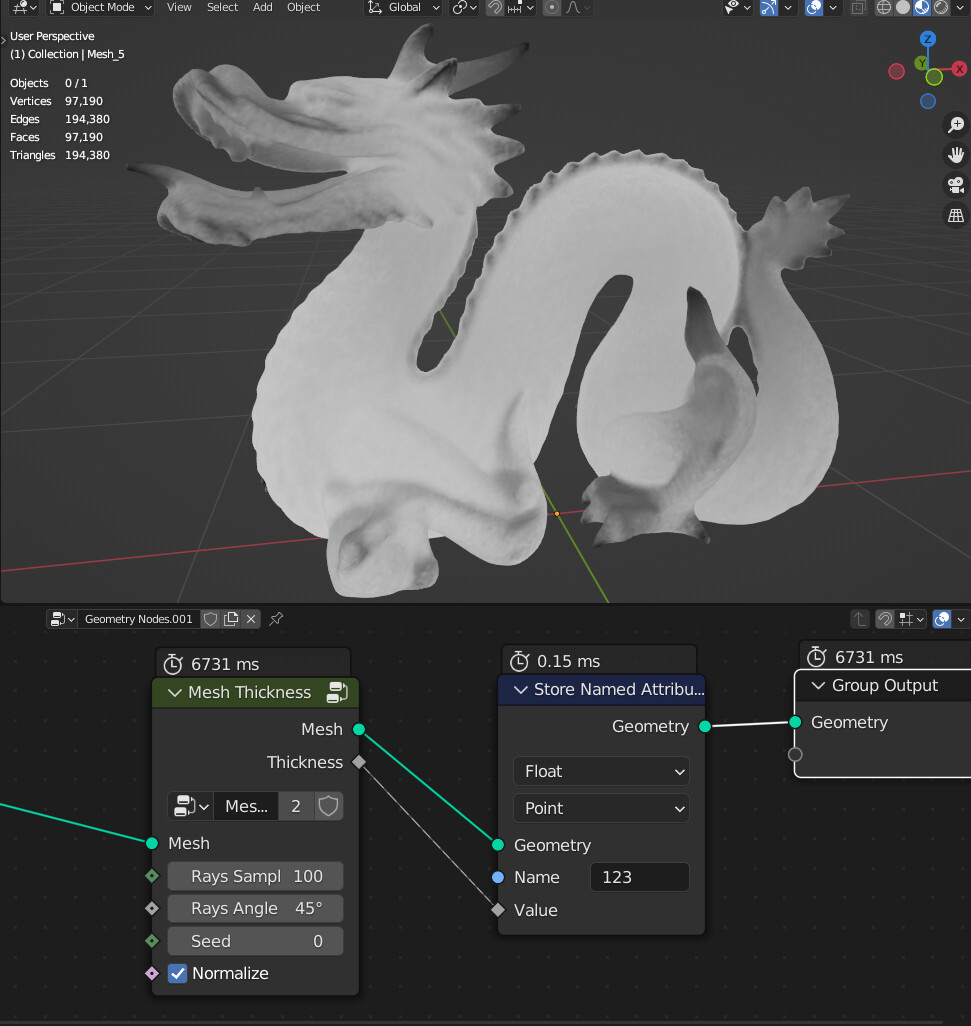 Object Mode View Select Add Object Global
User Perspective
(1) Collection | Mesh_5
Objects 0 / 1
Vertices 97,190
Edges 194,380
Faces 97,190
Triangles 194,380
Z
Y
X
Geometry Nodes.001
6731 ms
Mesh Thickness
Mesh
Thickness
Mes... 2
Mesh
Rays Sampl 100
Rays Angle 45°
Seed 0
Normalize
0.15 ms
Store Named Attribu...
Geometry
Float
Point
Geometry
Name 123
Value
6731 ms
Group Output
Geometry